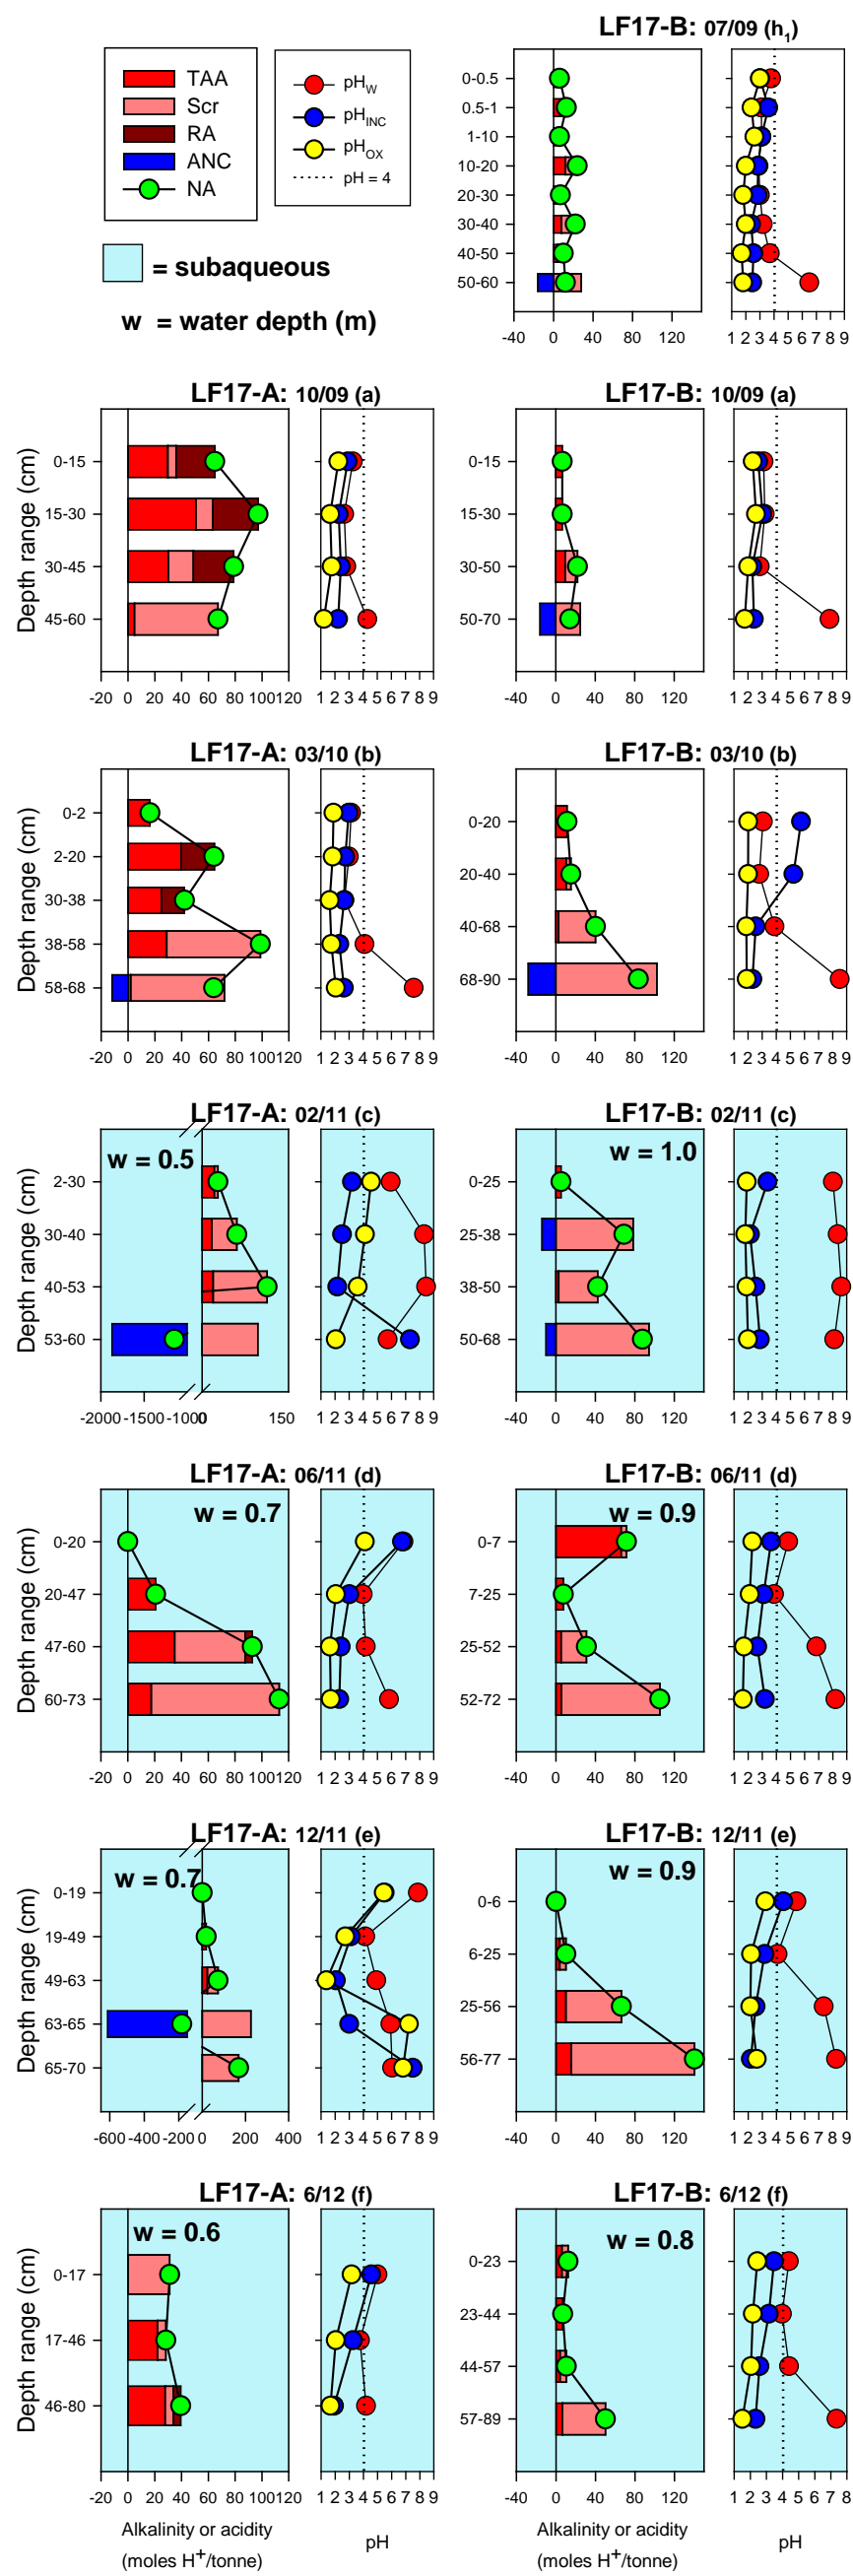 LF17-B: 07/09 (h1)
TAA
Scr
RA
ANC
NA
pHW
pHINC
pHOX
pH = 4
= subaqueous
w = water depth (m)
0-0.5
0.5-1
1-10
10-20
20-30
30-40
40-50
50-60
-40 0 40 80 120
1 2 3 4 5 6 7 8 9
LF17-A: 10/09 (a)
Depth range (cm)
0-15
15-30
30-45
45-60
-20 0 20 40 60 80 100 120
1 2 3 4 5 6 7 8 9
LF17-B: 10/09 (a)
0-15
15-30
30-50
50-70
-40 0 40 80 120
1 2 3 4 5 6 7 8 9
LF17-A: 03/10 (b)
Depth range (cm)
0-2
2-20
30-38
38-58
58-68
-20 0 20 40 60 80 100 120
1 2 3 4 5 6 7 8 9
LF17-B: 03/10 (b)
0-20
20-40
40-68
68-90
-40 0 40 80 120
1 2 3 4 5 6 7 8 9
LF17-A: 02/11 (c)
w = 0.5
Depth range (cm)
2-30
30-40
40-53
53-60
-2000 -1500 -1000 0 150
1 2 3 4 5 6 7 8 9
LF17-B: 02/11 (c)
w = 1.0
0-25
25-38
38-50
50-68
-40 0 40 80 120
1 2 3 4 5 6 7 8 9
LF17-A: 06/11 (d)
w = 0.7
Depth range (cm)
0-20
20-47
47-60
60-73
-20 0 20 40 60 80 100 120
1 2 3 4 5 6 7 8 9
LF17-B: 06/11 (d)
w = 0.9
0-7
7-25
25-52
52-72
-40 0 40 80 120
1 2 3 4 5 6 7 8 9
LF17-A: 12/11 (e)
w = 0.7
Depth range (cm)
0-19
19-49
49-63
63-65
65-70
-600 -400 -200 0 200 400
1 2 3 4 5 6 7 8 9
LF17-B: 12/11 (e)
w = 0.9
0-6
6-25
25-56
56-77
-40 0 40 80 120
1 2 3 4 5 6 7 8 9
LF17-A: 6/12 (f)
w = 0.6
Depth range (cm)
0-17
17-46
46-80
-20 0 20 40 60 80 100 120
1 2 3 4 5 6 7 8 9
Alkalinity or acidity
(moles H+/tonne)
pH
LF17-B: 6/12 (f)
w = 0.8
0-23
23-44
44-57
57-89
-40 0 40 80 120
1 2 3 4 5 6 7 8 9
Alkalinity or acidity
(moles H+/tonne)
pH